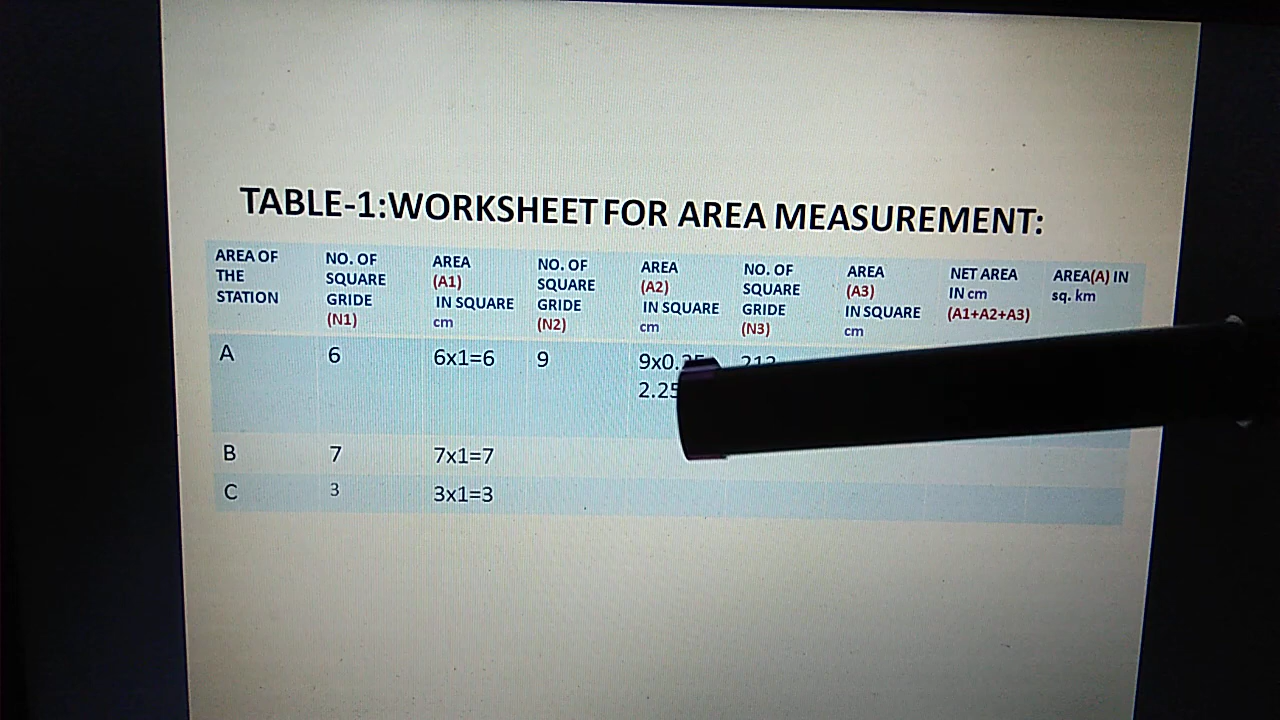 TABLE-1:WORKSHEET FOR AREA MEASUREMENT:
AREA OF THE STATION
NO. OF SQUARE GRIDE (N1)
AREA (A1) IN SQUARE cm
NO. OF SQUARE GRIDE (N2)
AREA (A2) IN SQUARE cm
NO. OF SQUARE GRIDE (N3)
AREA (A3) IN SQUARE cm
NET AREA IN cm (A1+A2+A3)
AREA(A) IN sq. km
A 6 6x1=6 9
2.25
B 7 7x1=7
C 3 3x1=3